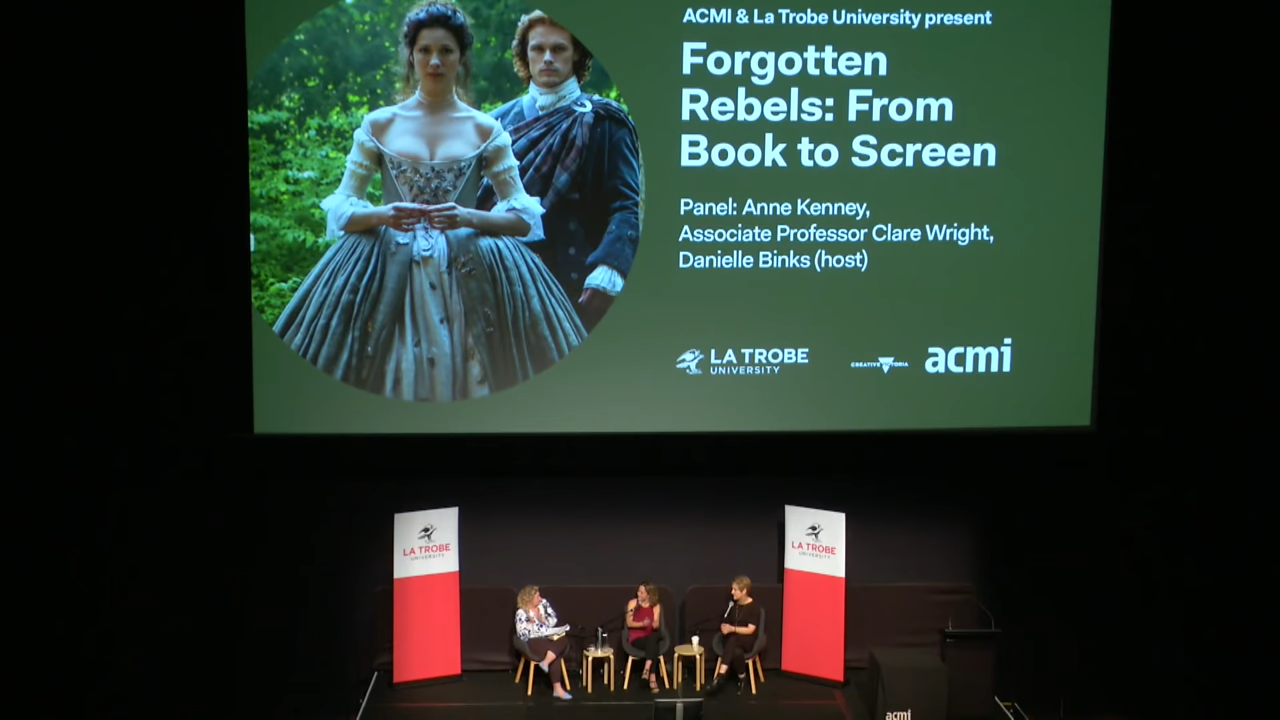 ACMI & La Trobe University present
Forgotten
Rebels: From
Book to Screen
Panel: Anne Kenney,
Associate Professor Clare Wright,
Danielle Binks (host)
LA TROBE
UNIVERSITY
CREATIVE VICTORIA
acmi
LA TROBE
UNIVERSITY
LA TROBE
UNIVERSITY
acmi